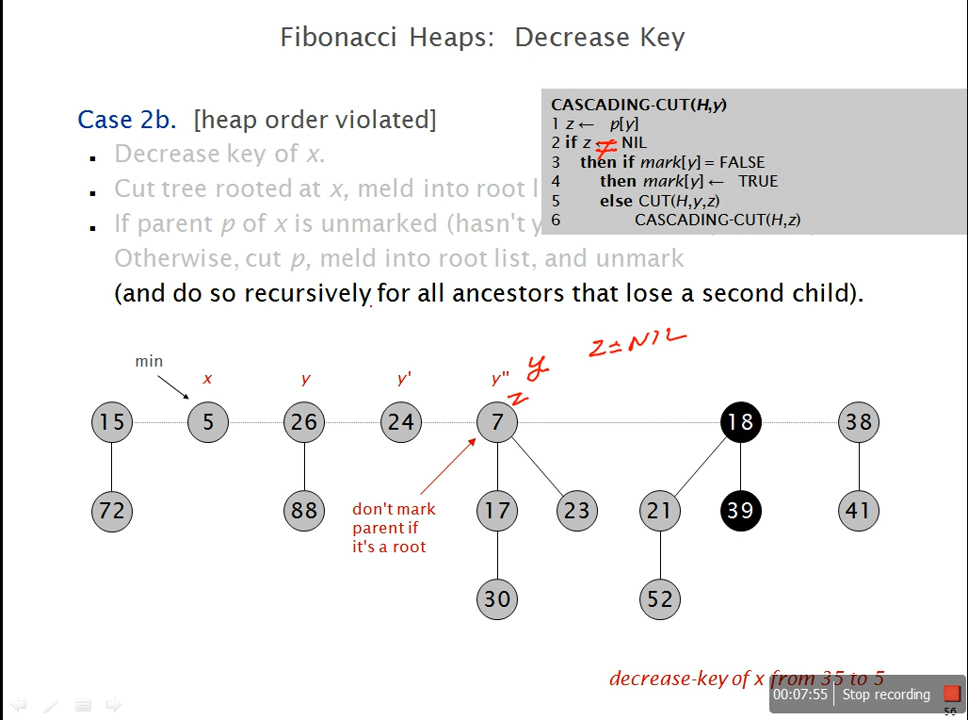 Fibonacci Heaps: Decrease Key
Case 2b. [heap order violated]
▪ Decrease key of x.
▪ Cut tree rooted at x, meld into root l
▪ If parent p of x is unmarked (hasn't y
Otherwise, cut p, meld into root list, and unmark
(and do so recursively for all ancestors that lose a second child).
CASCADING-CUT(H,y)
1 z ← p[y]
2 if z ≠ NIL
3 then if mark[y] = FALSE
4 then mark[y] ← TRUE
5 else CUT(H,y,z)
6 CASCADING-CUT(H,z)
y z=NIL
min x y y' y"
z
15 5 26 24 7 18 38
72 88 17 23 21 39 41
don't mark
parent if
it's a root
30 52
decrease-key of x from 35 to 5
00:07:55 Stop recording
56